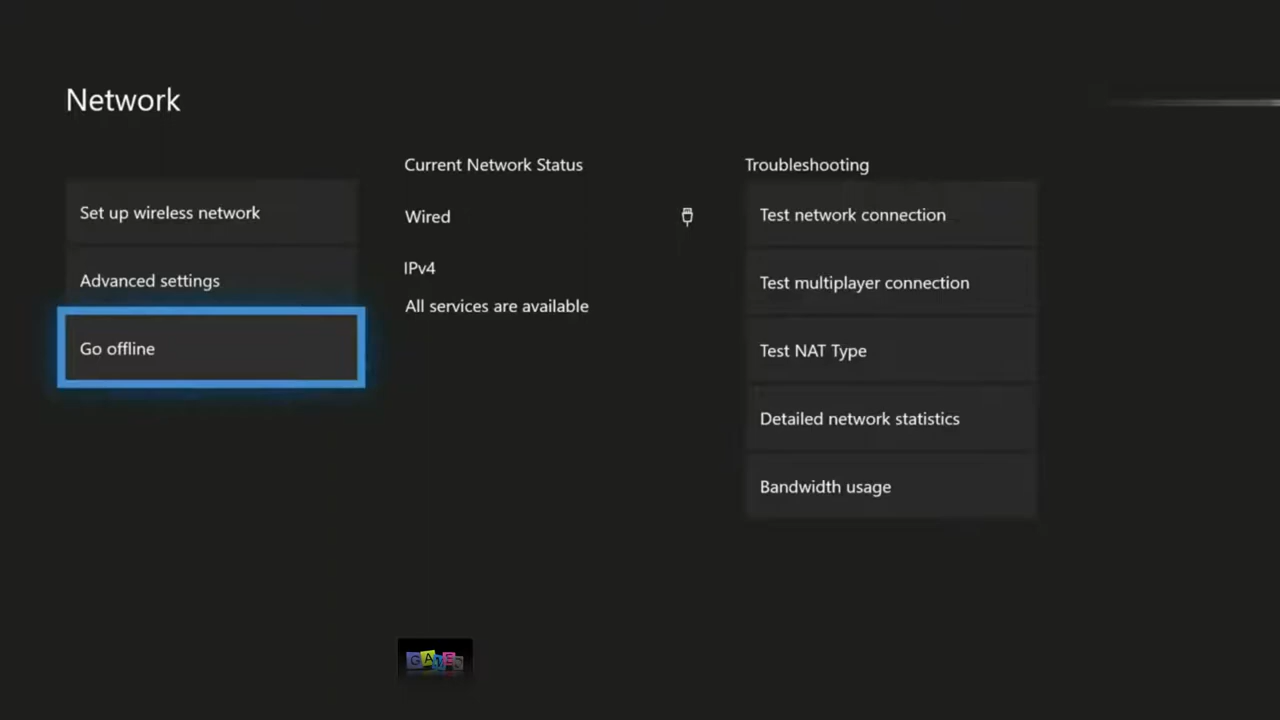 Network
Set up wireless network
Advanced settings
Go offline
Current Network Status
Wired
IPv4
All services are available
Troubleshooting
Test network connection
Test multiplayer connection
Test NAT Type
Detailed network statistics
Bandwidth usage